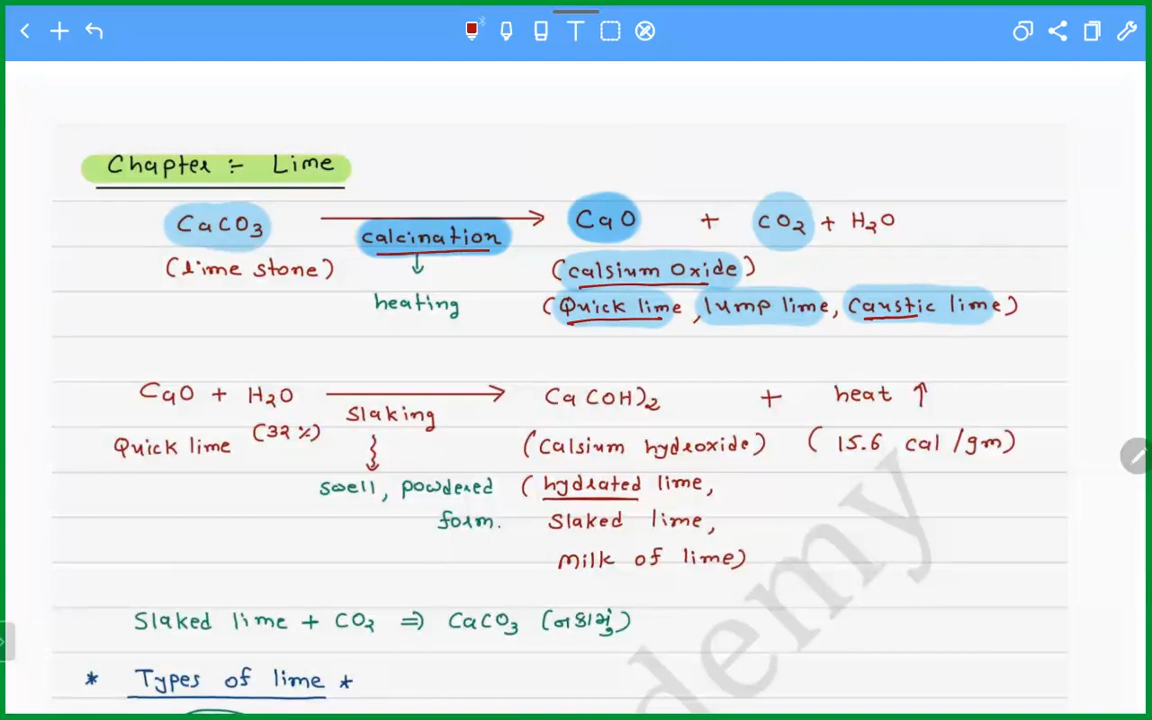 Chapter :- Lime
CaCO3 calcination CaO + CO2 + H2O
(lime stone) (Calsium Oxide)
heating (Quick lime, lump lime, Caustic lime)
CaO + H2O Slaking Ca(OH)2 + heat ↑
Quick lime (32%) (Calsium hydroxide) (15.6 cal/gm)
swell, powdered (hydrated lime,
form. Slaked lime,
milk of lime)
Slaked lime + CO2 ⇒ CaCO3 (નકામું)
* Types of lime *
demy